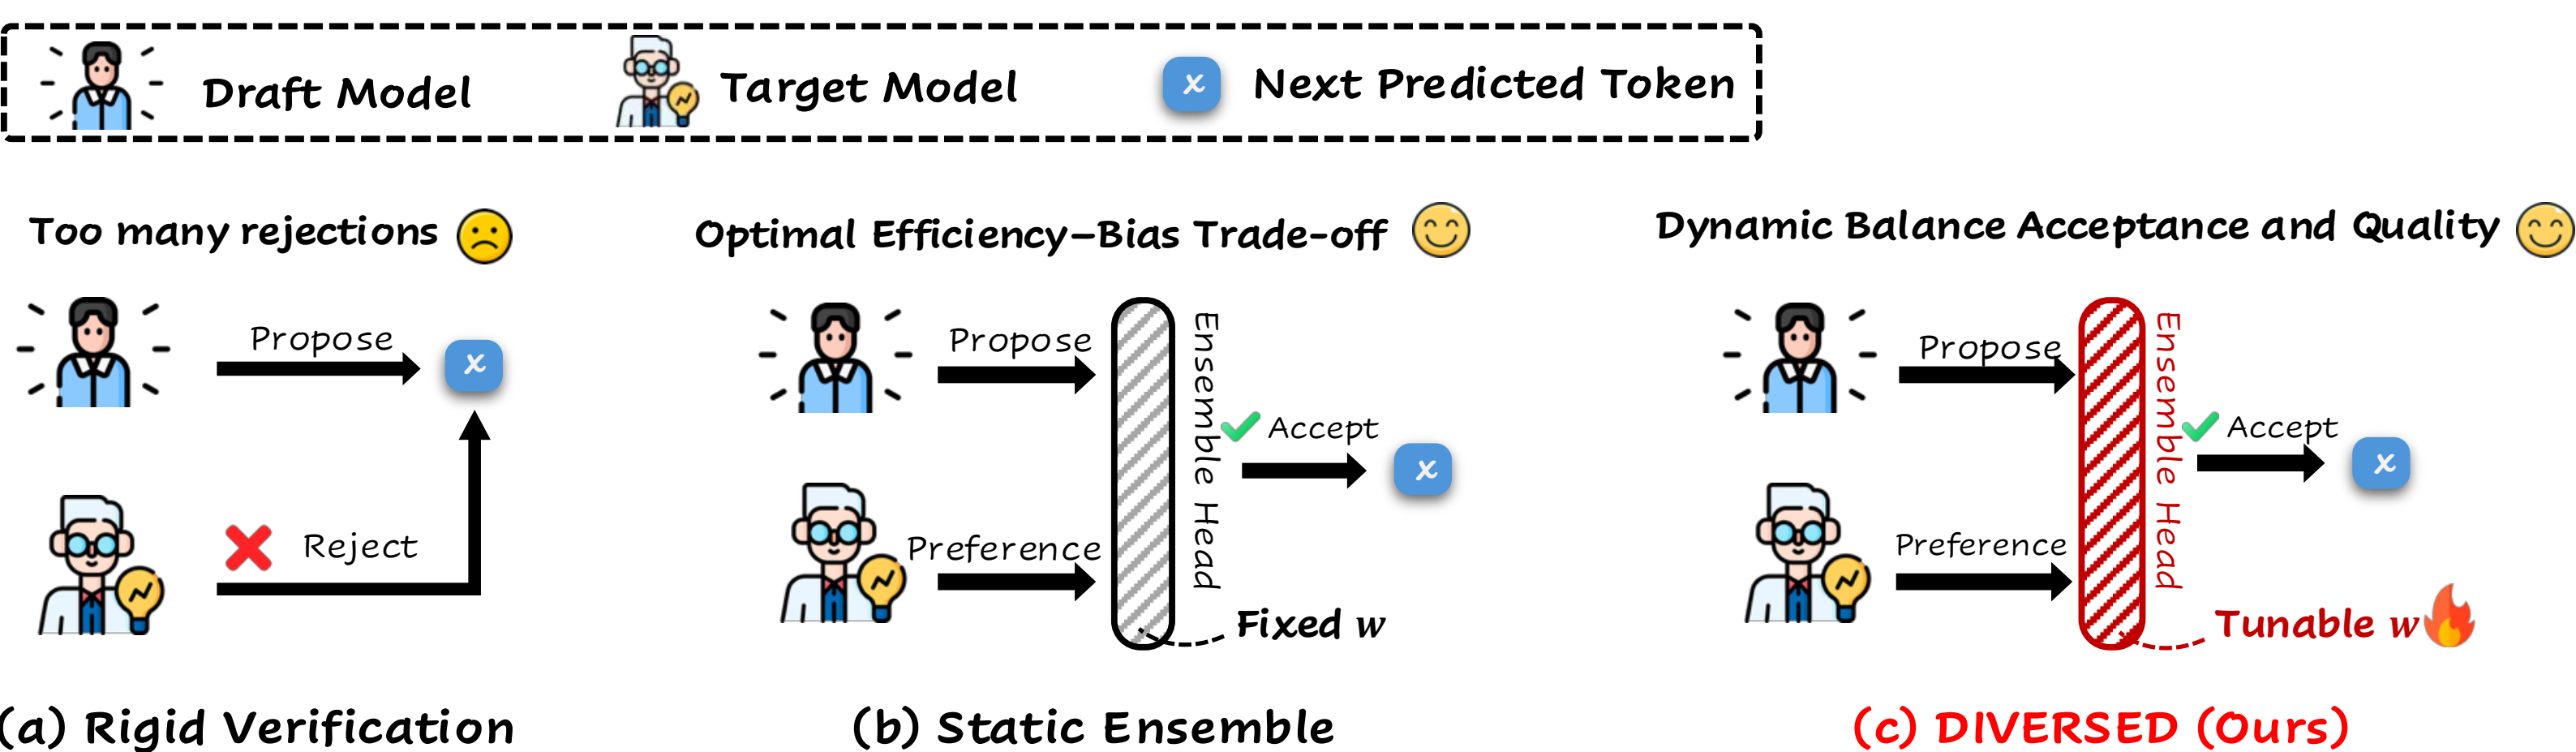 Draft Model
Target Model
x Next Predicted Token
Too many rejections
Propose
x
Reject
(a) Rigid Verification
Optimal Efficiency–Bias Trade-off
Propose
Preference
Ensemble Head
Accept
x
Fixed w
(b) Static Ensemble
Dynamic Balance Acceptance and Quality
Propose
Preference
Ensemble Head
Accept
x
Tunable w
(c) DIVERSED (Ours)